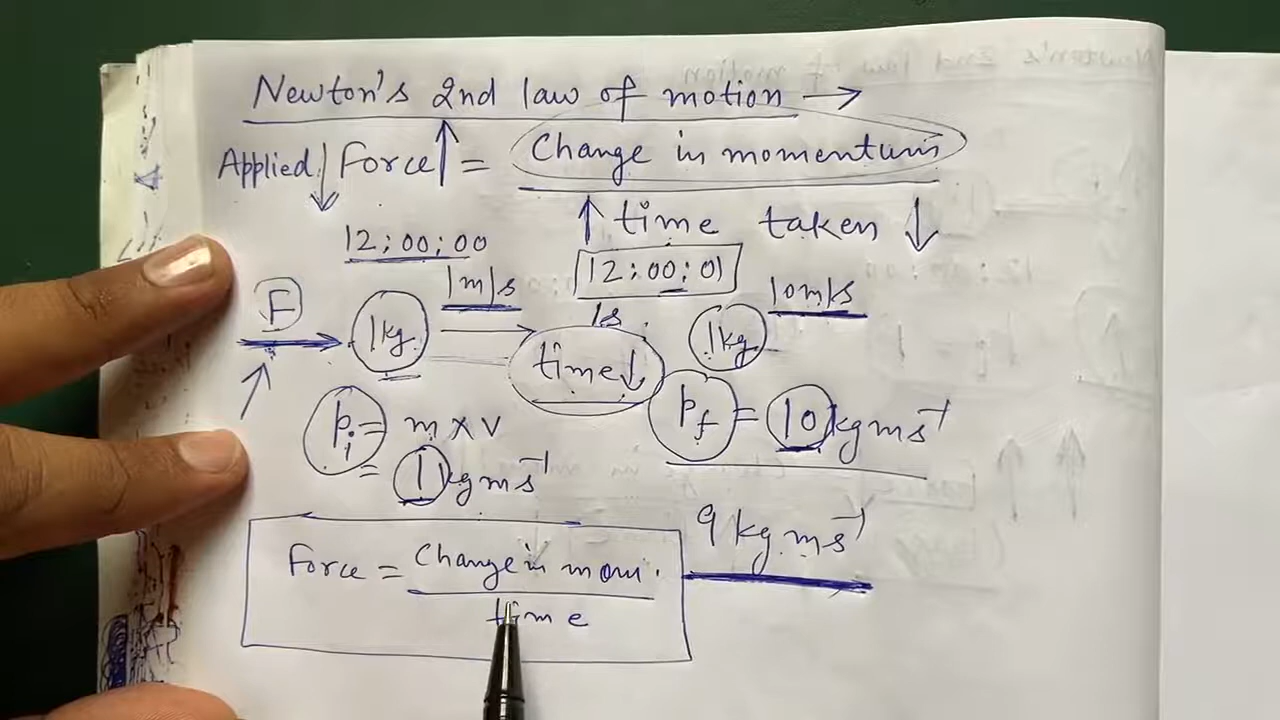 Newton's 2nd law of motion →
Applied ↓ Force ↑ = Change in momentum
↑ time taken ↓
12:00:00
12:00:01
F
1kg
1m/s
1s
time ↓
1kg
10m/s
pi = m x v
= 1 kgms⁻¹
pf = 10 kgms⁻¹
9 kgms⁻¹
Force = Change in mom.
time